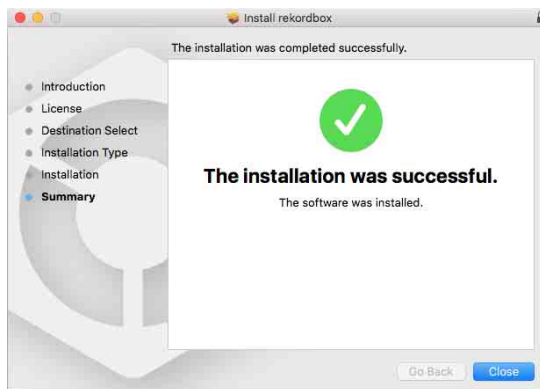 Install rekordbox
The installation was completed successfully.
Introduction
License
Destination Select
Installation Type
Installation
Summary
The installation was successful.
The software was installed.
Go Back
Close